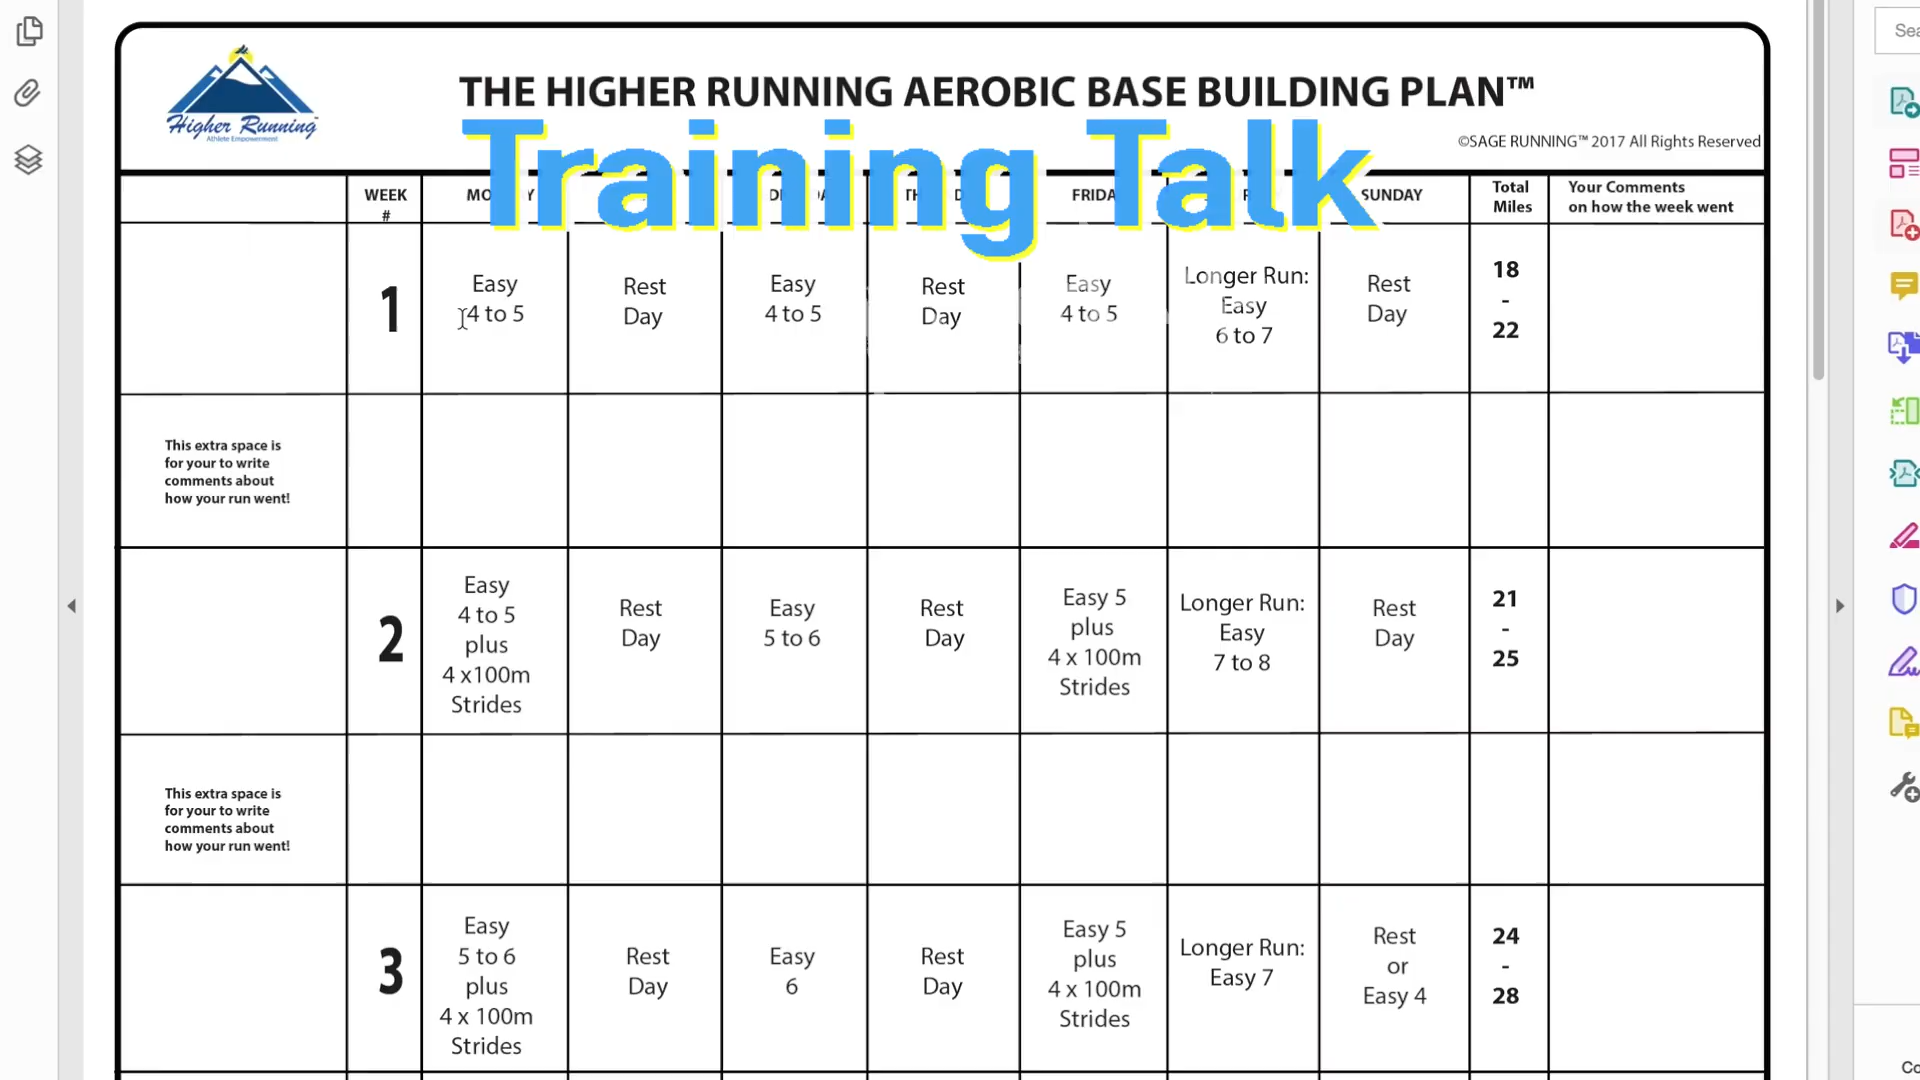 THE HIGHER RUNNING AEROBIC BASE BUILDING PLAN™
Higher Running™
Athlete Empowerment
Training Talk
©SAGE RUNNING™ 2017 All Rights Reserved
WEEK
#
FRIDA
SUNDAY
Total
Miles
Your Comments
on how the week went
1
Easy
4 to 5
Rest
Day
Easy
4 to 5
Rest
Day
Easy
4 to 5
Longer Run:
Easy
6 to 7
Rest
Day
18
-
22
This extra space is
for your to write
comments about
how your run went!
2
Easy
4 to 5
plus
4 x100m
Strides
Rest
Day
Easy
5 to 6
Rest
Day
Easy 5
plus
4 x 100m
Strides
Longer Run:
Easy
7 to 8
Rest
Day
21
-
25
This extra space is
for your to write
comments about
how your run went!
3
Easy
5 to 6
plus
4 x 100m
Strides
Rest
Day
Easy
6
Rest
Day
Easy 5
plus
4 x 100m
Strides
Longer Run:
Easy 7
Rest
or
Easy 4
24
-
28
Sea
Co